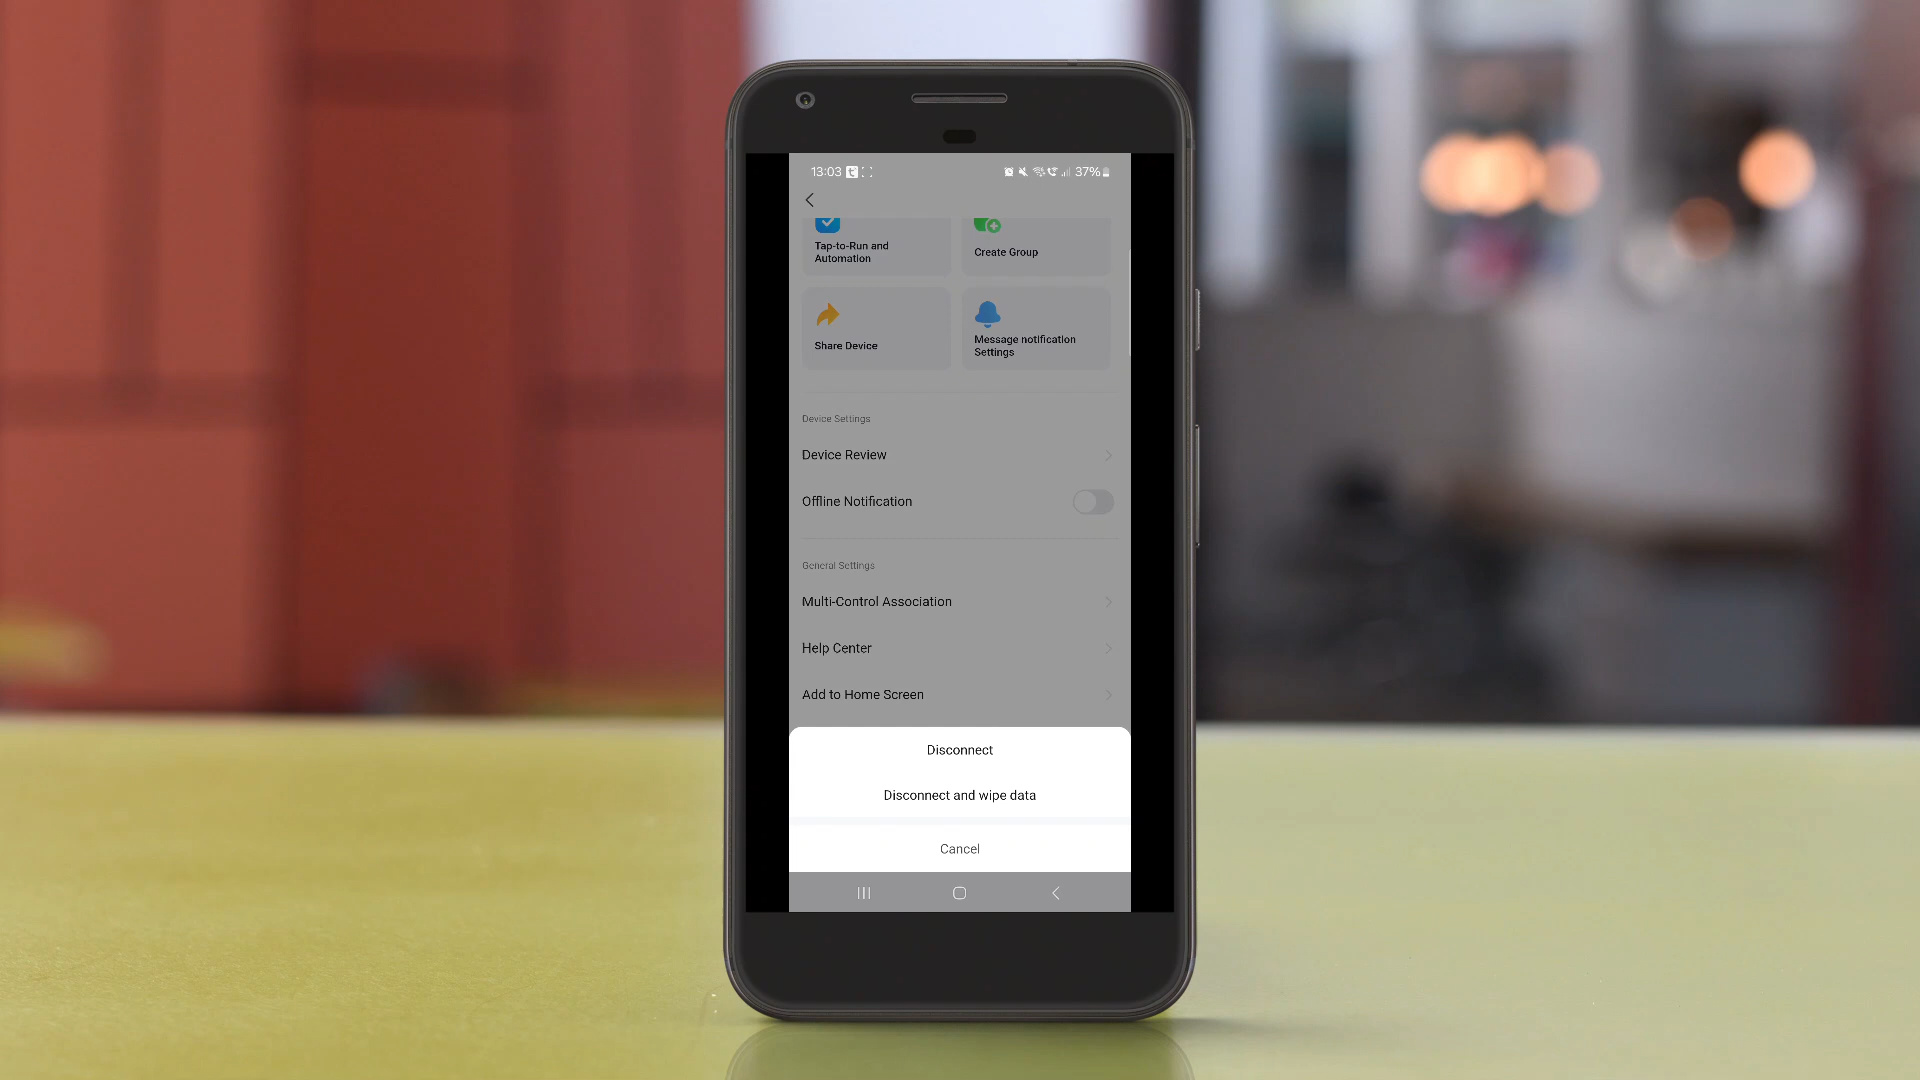 13:03
37%
Tap-to-Run and
Automation
Create Group
Share Device
Message notification
Settings
Device Settings
Device Review
Offline Notification
General Settings
Multi-Control Association
Help Center
Add to Home Screen
Disconnect
Disconnect and wipe data
Cancel